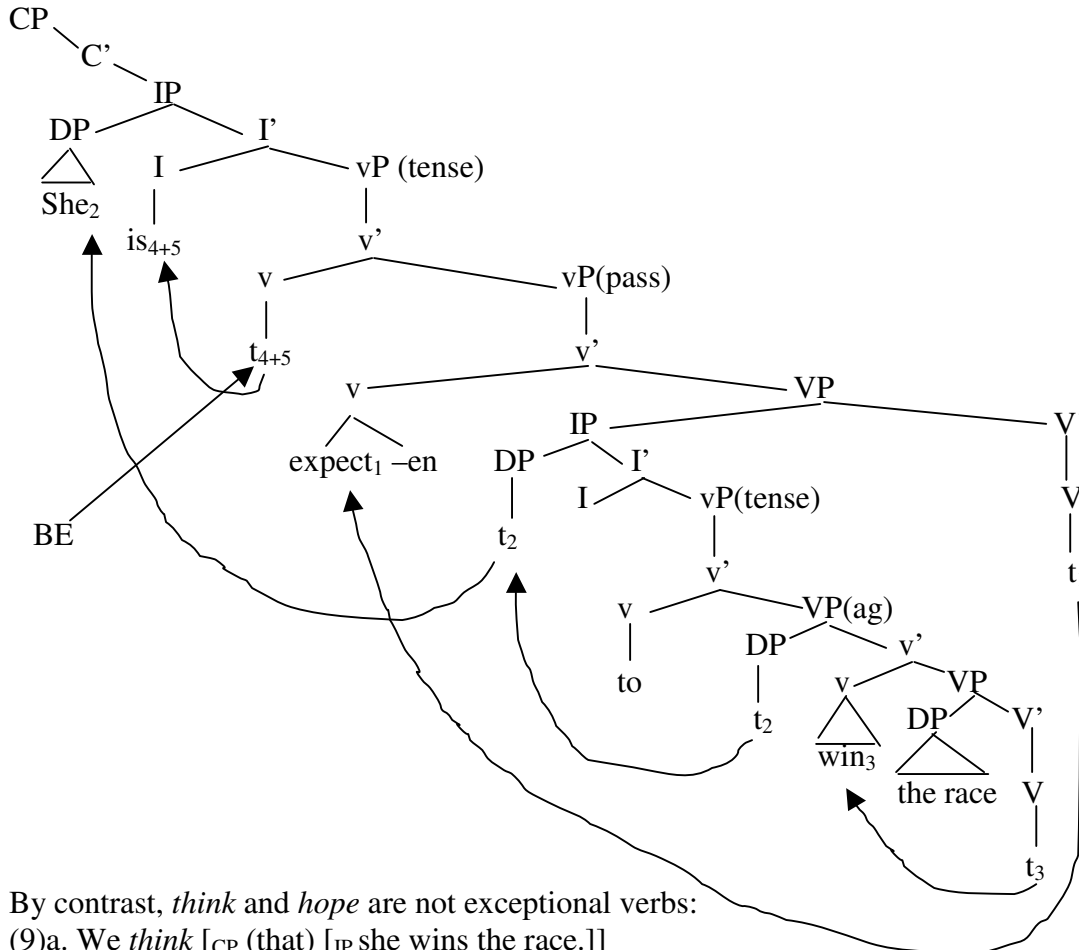 CP
C’
IP
DP I’
I vP (tense)
She₂
is₄₊₅ v’
v vP(pass)
t₄₊₅ v’
v VP
IP V
expect₁ –en DP I’
I vP(tense) V
BE t₂
v’ t
v VP(ag)
DP v’
to v VP
t₂ DP V’
win₃
the race V
t₃
By contrast, think and hope are not exceptional verbs:
(9)a. We think [CP (that) [IP she wins the race.]]